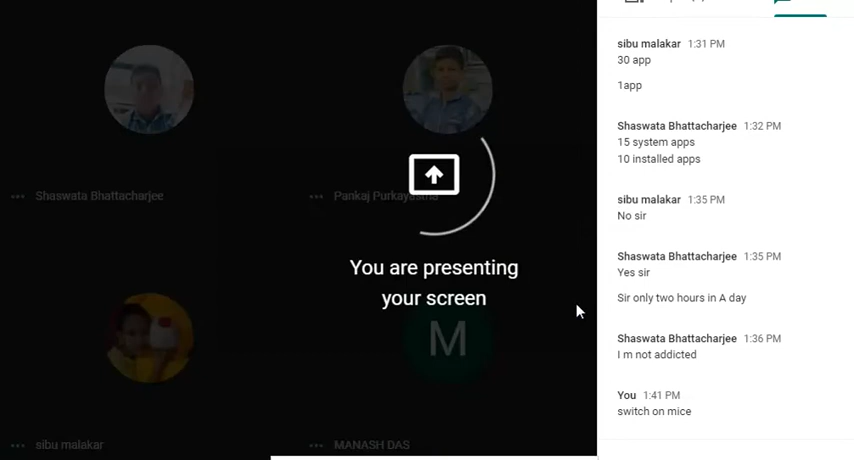 Shaswata Bhattacharjee
Pankaj Purkayastha
You are presenting
your screen
M
sibu malakar
MANASH DAS
sibu malakar 1:31 PM
30 app
1app
Shaswata Bhattacharjee 1:32 PM
15 system apps
10 installed apps
sibu malakar 1:35 PM
No sir
Shaswata Bhattacharjee 1:35 PM
Yes sir
Sir only two hours in A day
Shaswata Bhattacharjee 1:36 PM
I m not addicted
You 1:41 PM
switch on mice